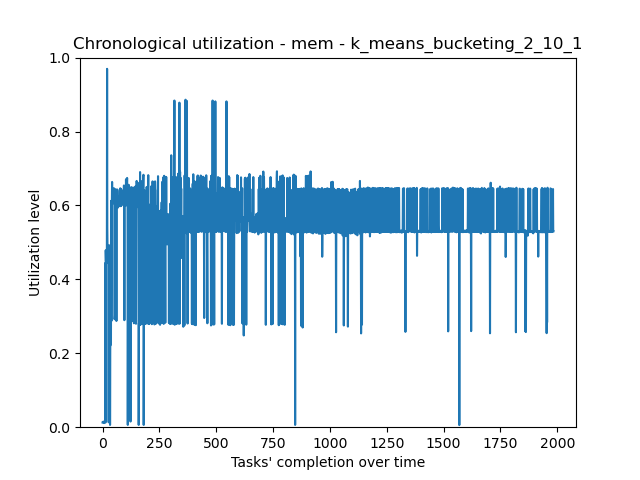 Chronological utilization - mem - k_means_bucketing_2_10_1
1.0
0.8
0.6
0.4
0.2
0.0
Utilization level
0 250 500 750 1000 1250 1500 1750 2000
Tasks' completion over time